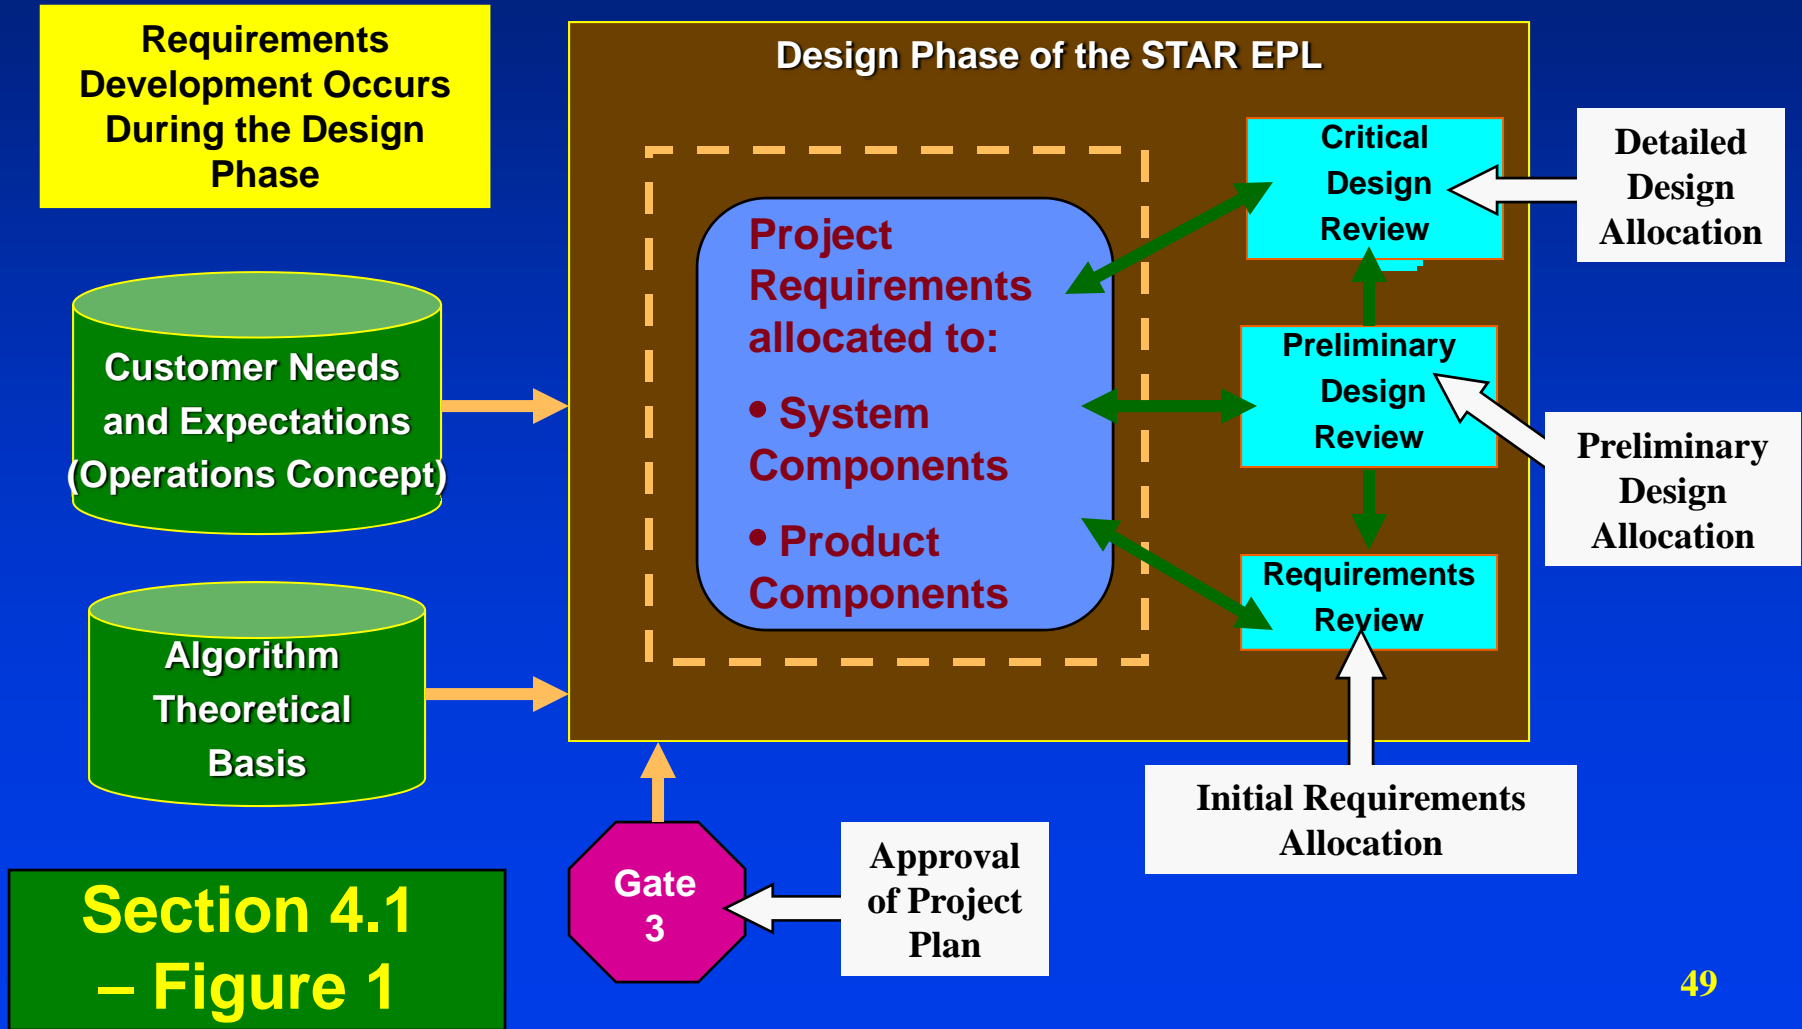 Requirements
Development Occurs
During the Design
Phase
Design Phase of the STAR EPL
Critical
Design
Review
Detailed
Design
Allocation
Project
Requirements
allocated to:
• System
Components
• Product
Components
Customer Needs
and Expectations
(Operations Concept)
Preliminary
Design
Review
Preliminary
Design
Allocation
Requirements
Review
Algorithm
Theoretical
Basis
Initial Requirements
Allocation
Gate
3
Approval
of Project
Plan
Section 4.1
– Figure 1
49